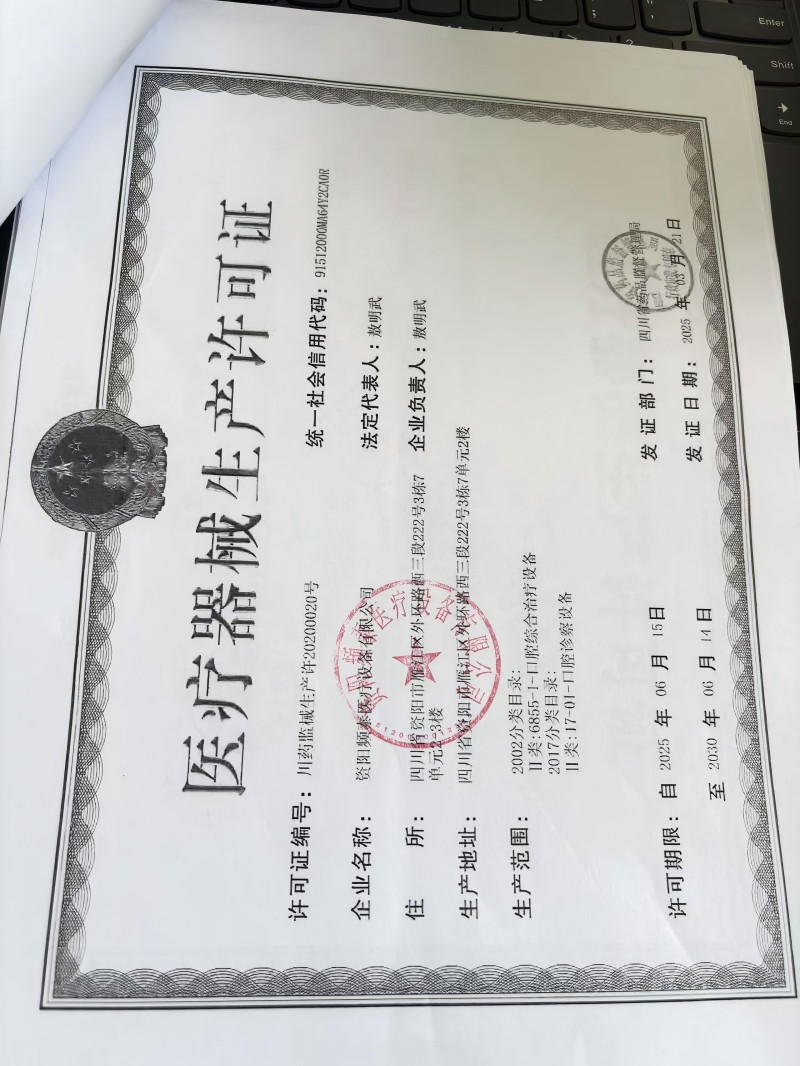 医疗器械生产许可证
许可证编号：川药监械生产许20200020号
统一社会信用代码：91512000MA64Y2CA0R
企业名称：资阳频泰医疗设备有限公司
法定代表人：敖明武
住 所：四川省资阳市雁江区外环路西三段222号3栋7
单元2-3楼
企业负责人：敖明武
生产地址：四川省资阳市雁江区外环路西三段222号3栋7单元2楼
生产范围：2002分类目录：
II类:6855-1-口腔综合治疗设备
2017分类目录：
II类:17-01-口腔诊察设备
发证部门：四川省药品监督管理局
许可期限：自 2025 年 06 月 15日
至 2030 年 06 月 14日
发证日期：2025 年 03 月 21日
Enter
Shift
End